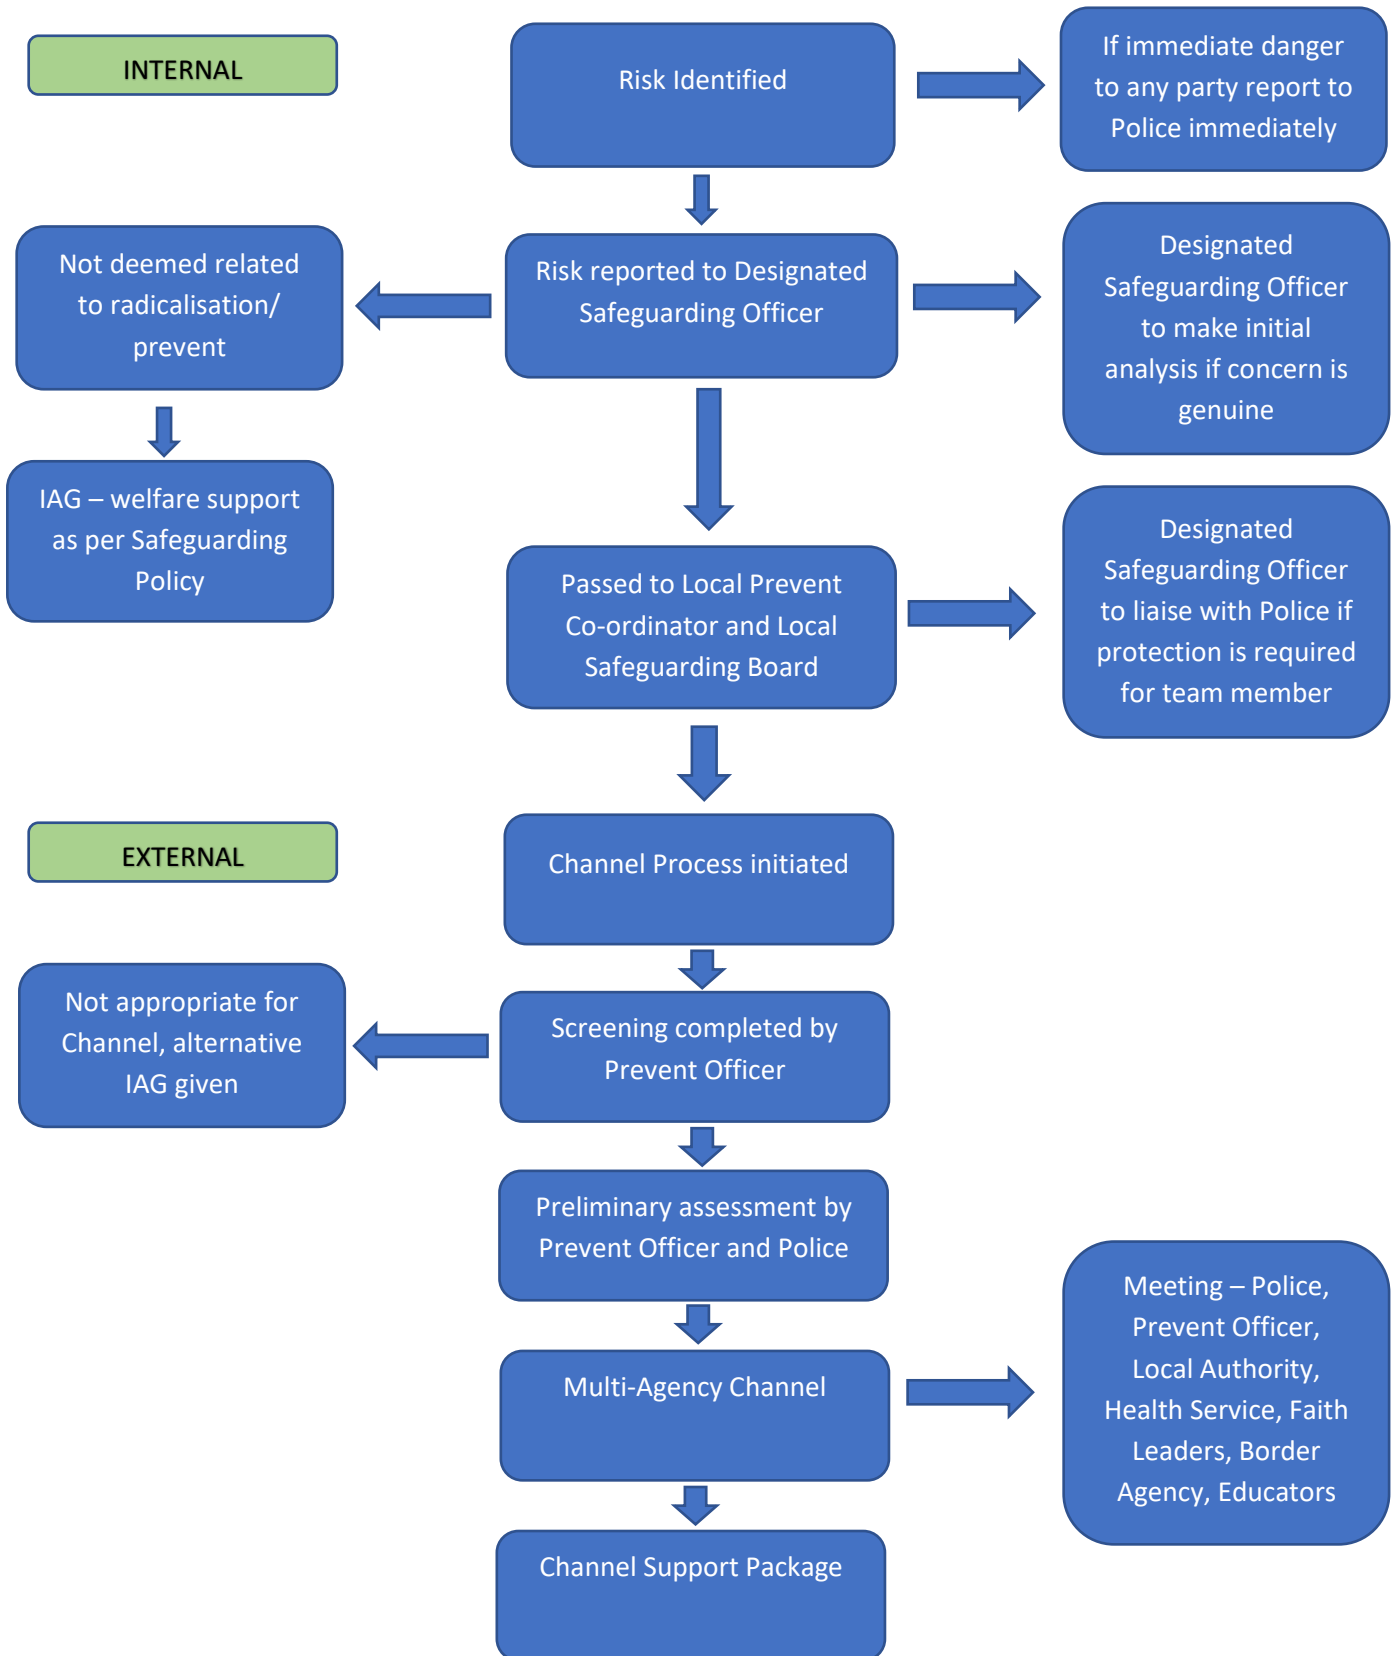 INTERNAL
Risk Identified
If immediate danger
to any party report to
Police immediately
Not deemed related
to radicalisation/
prevent
Risk reported to Designated
Safeguarding Officer
Designated
Safeguarding Officer
to make initial
analysis if concern is
genuine
IAG – welfare support
as per Safeguarding
Policy
Passed to Local Prevent
Co-ordinator and Local
Safeguarding Board
Designated
Safeguarding Officer
to liaise with Police if
protection is required
for team member
EXTERNAL
Channel Process initiated
Not appropriate for
Channel, alternative
IAG given
Screening completed by
Prevent Officer
Preliminary assessment by
Prevent Officer and Police
Multi-Agency Channel
Meeting – Police,
Prevent Officer,
Local Authority,
Health Service, Faith
Leaders, Border
Agency, Educators
Channel Support Package